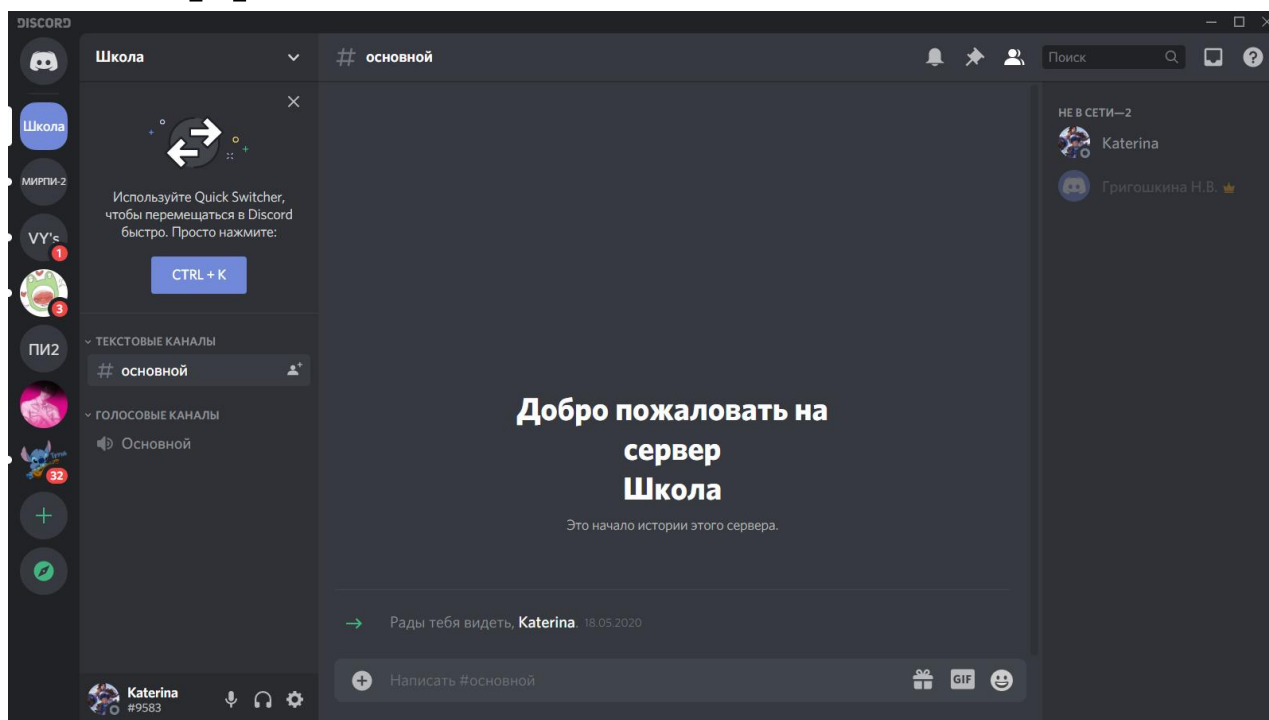 DISCORD
Школа
МИРПИ-2
VY's
1
3
ПИ2
32
Школа
Используйте Quick Switcher,
чтобы перемещаться в Discord
быстро. Просто нажмите:
CTRL + K
ТЕКСТОВЫЕ КАНАЛЫ
# основной
ГОЛОСОВЫЕ КАНАЛЫ
Основной
Katerina
#9583
# основной
Поиск
Добро пожаловать на
сервер
Школа
Это начало истории этого сервера.
Рады тебя видеть, Katerina. 18.05.2020
Написать #основной
GIF
НЕ В СЕТИ—2
Katerina
Григошкина Н.В.